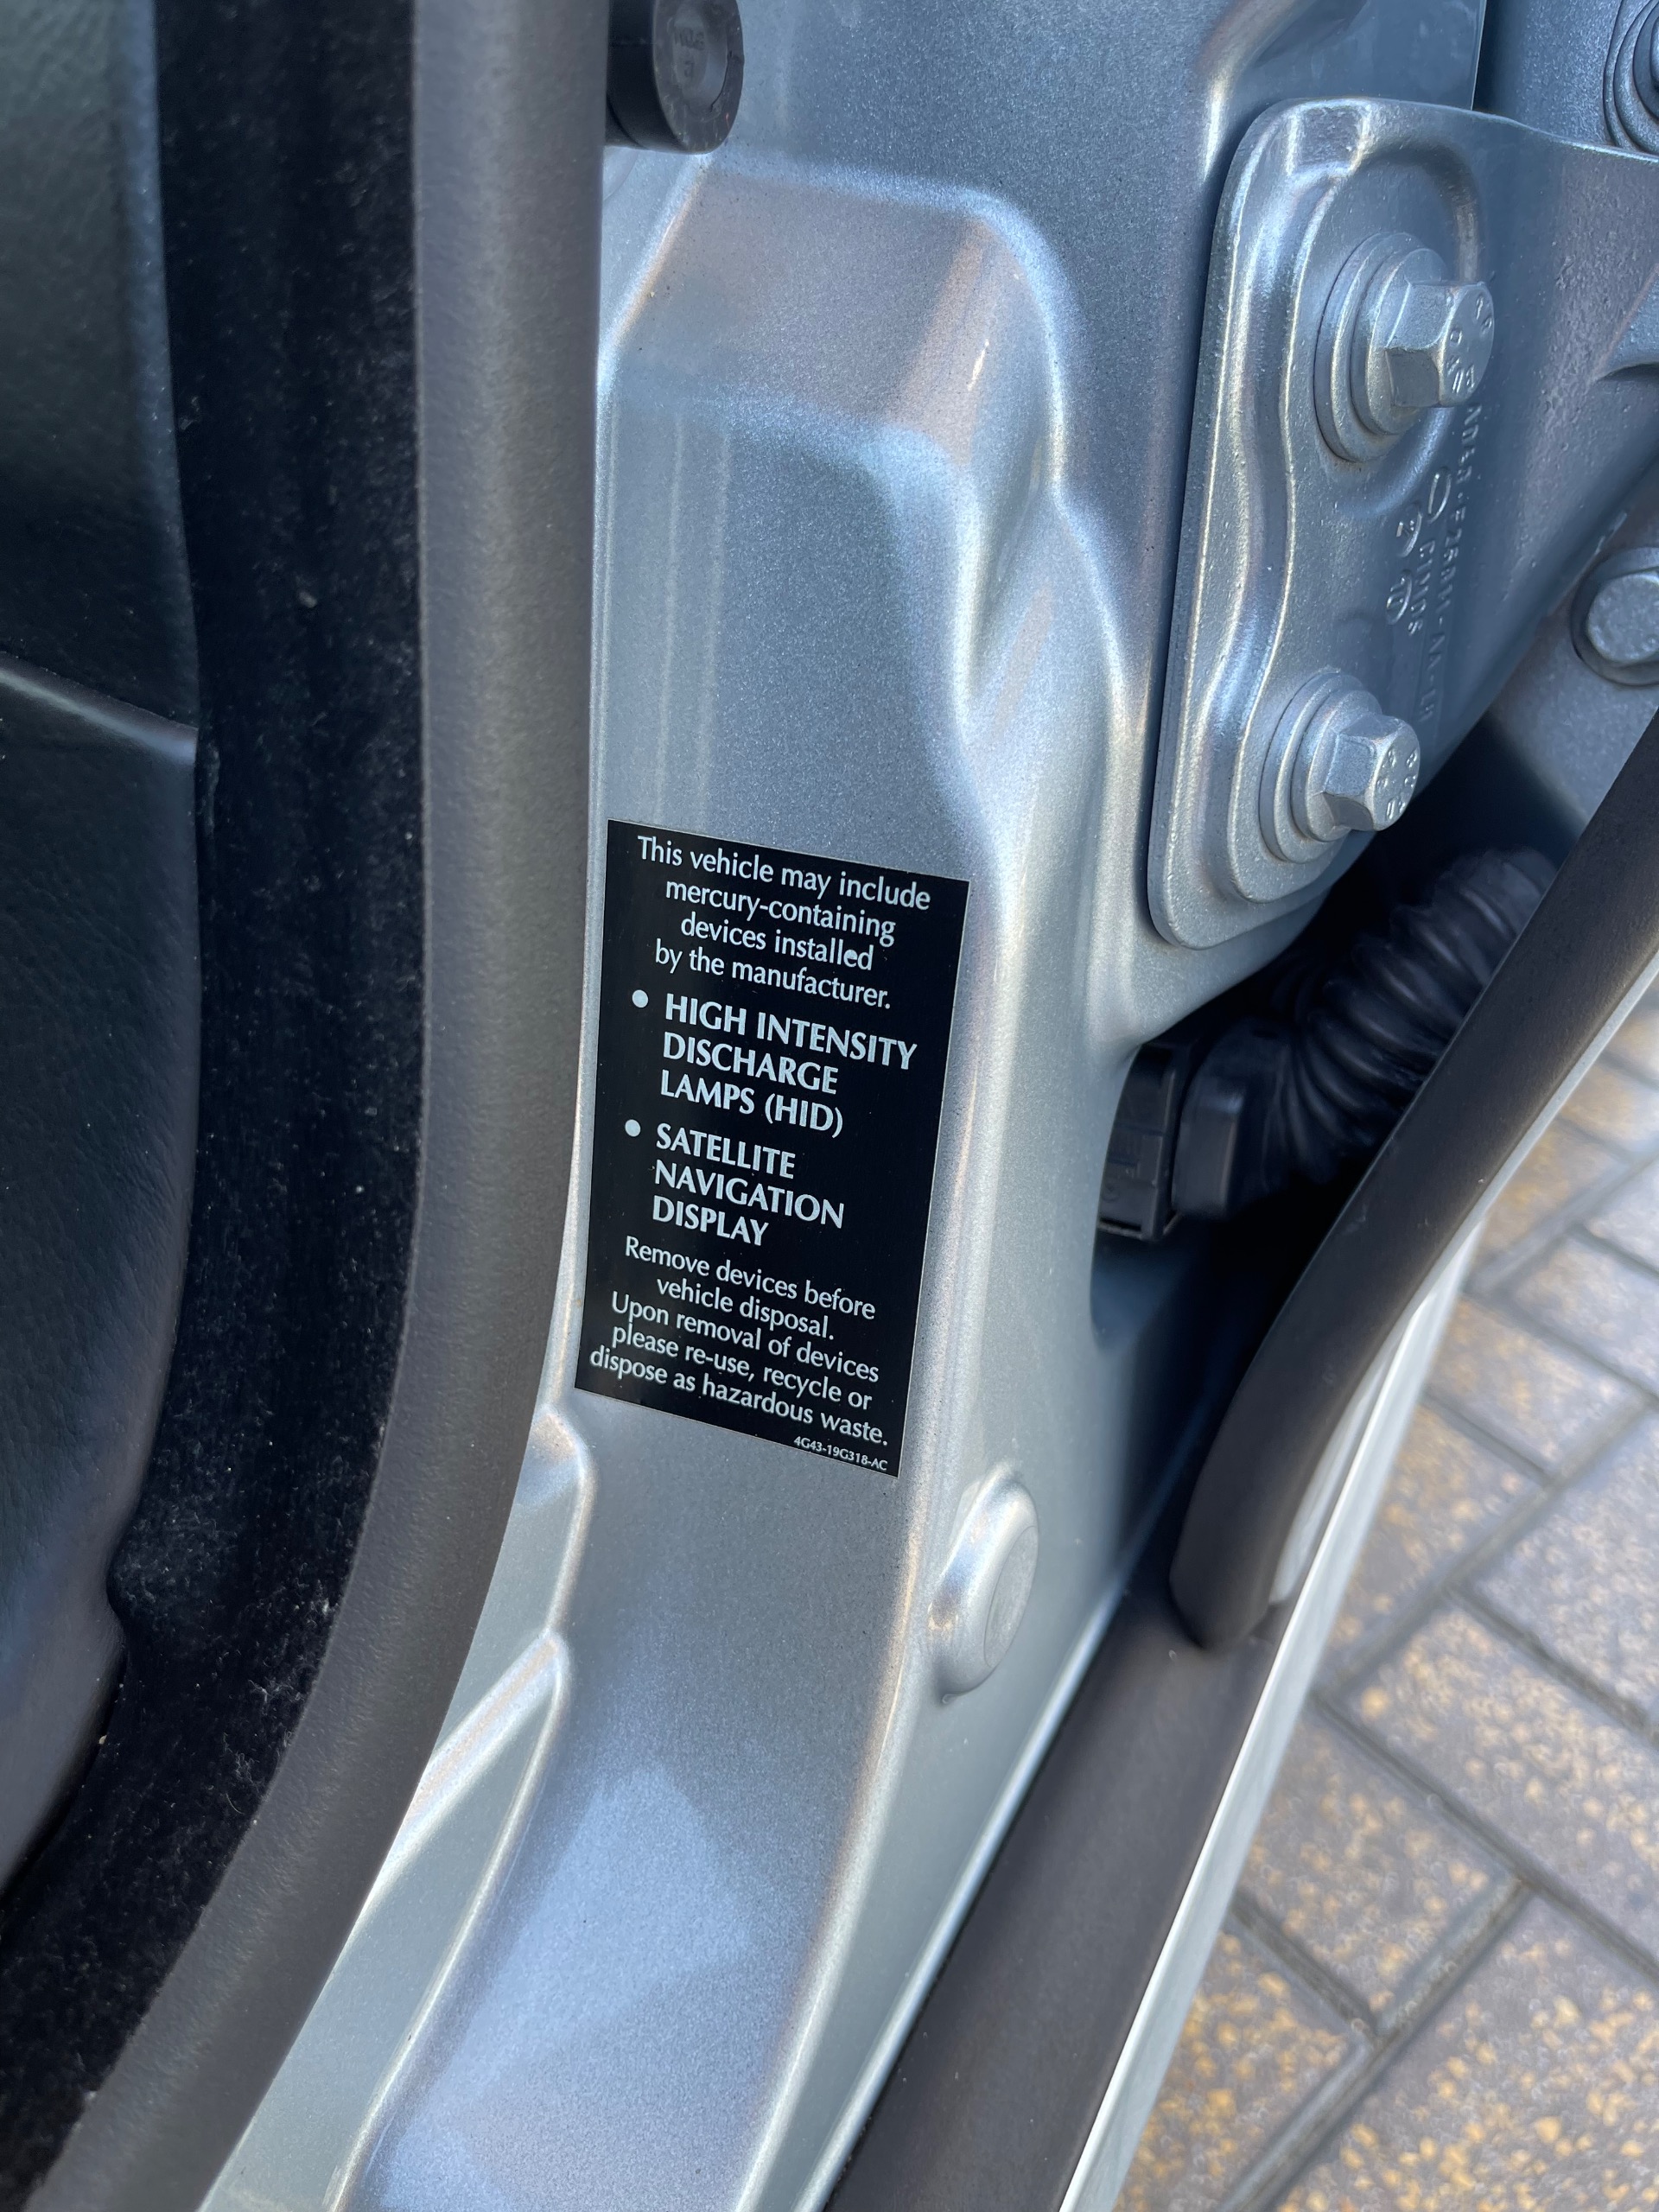 This vehicle may include
mercury-containing
devices installed
by the manufacturer.
• HIGH INTENSITY
DISCHARGE
LAMPS (HID)
• SATELLITE
NAVIGATION
DISPLAY
Remove devices before
vehicle disposal.
Upon removal of devices
please re-use, recycle or
dispose as hazardous waste.
4G43-19G318-AC